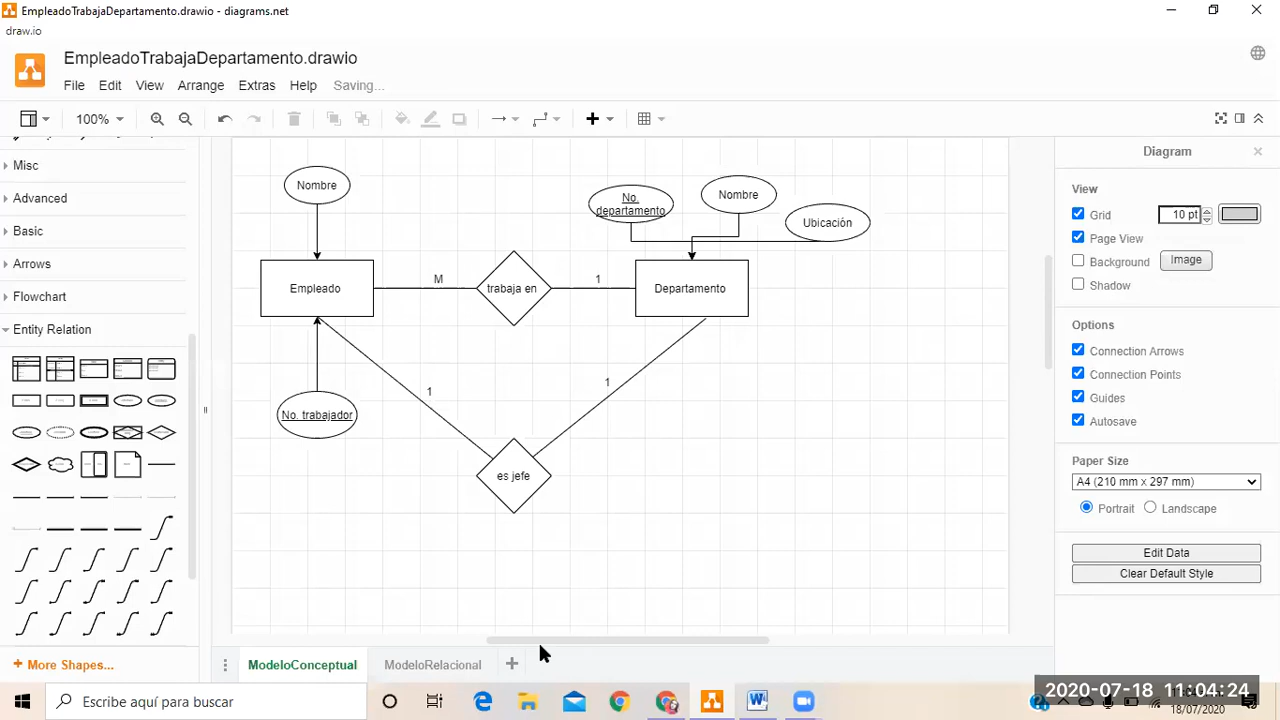 EmpleadoTrabajaDepartamento.drawio - diagrams.net
draw.io
EmpleadoTrabajaDepartamento.drawio
File Edit View Arrange Extras Help Saving...
100%
Misc
Advanced
Basic
Arrows
Flowchart
Entity Relation
More Shapes...
Nombre
No.
departamento
Nombre
Ubicación
Empleado
M
trabaja en
1
Departamento
1
1
No. trabajador
es jefe
Diagram
View
Grid 10 pt
Page View
Background Image
Shadow
Options
Connection Arrows
Connection Points
Guides
Autosave
Paper Size
A4 (210 mm x 297 mm)
Portrait Landscape
Edit Data
Clear Default Style
ModeloConceptual ModeloRelacional
Escribe aquí para buscar
2020-07-18 11:04:24
18/07/2020